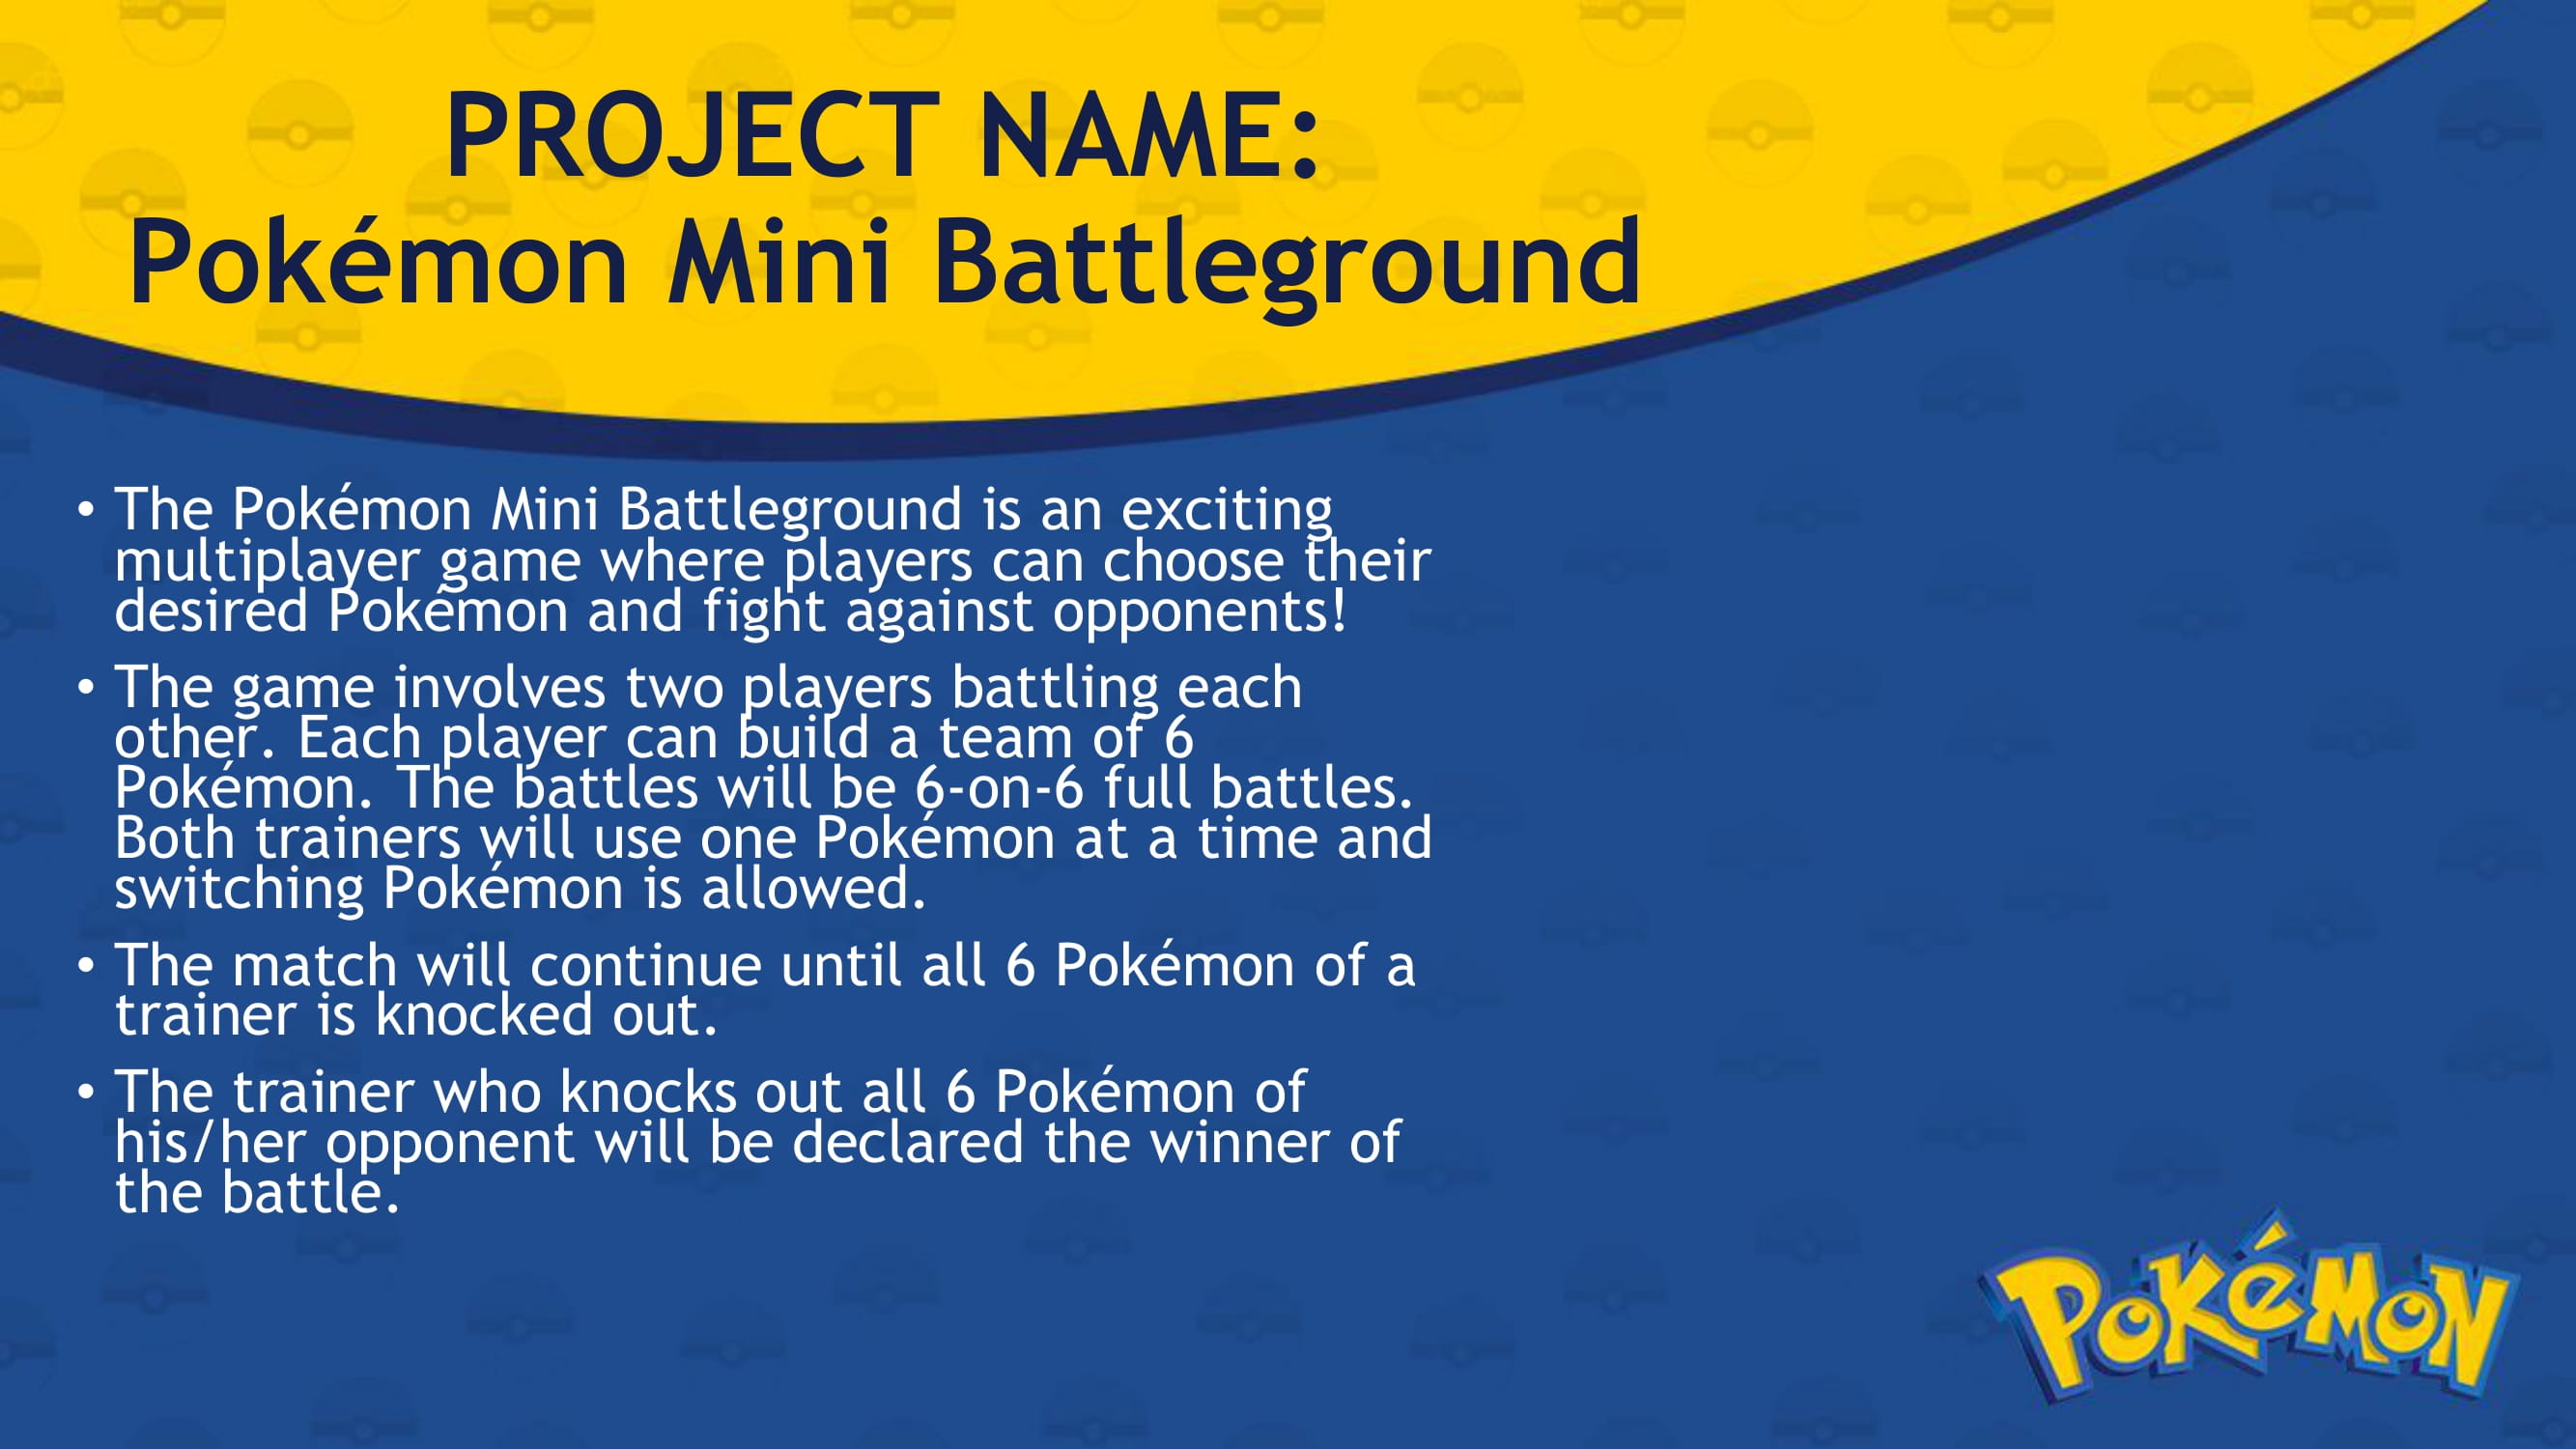 PROJECT NAME:
Pokémon Mini Battleground
• The Pokémon Mini Battleground is an exciting
multiplayer game where players can choose their
desired Pokémon and fight against opponents!
• The game involves two players battling each
other. Each player can build a team of 6
Pokémon. The battles will be 6-on-6 full battles.
Both trainers will use one Pokémon at a time and
switching Pokémon is allowed.
• The match will continue until all 6 Pokémon of a
trainer is knocked out.
• The trainer who knocks out all 6 Pokémon of
his/her opponent will be declared the winner of
the battle.
POKéMON